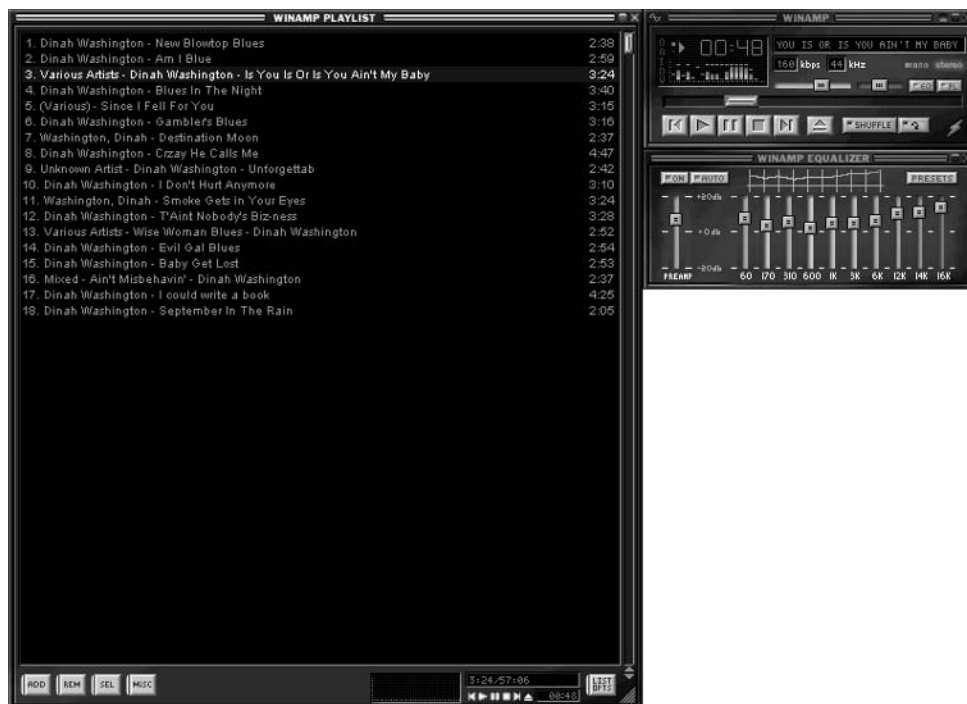 WINAMP PLAYLIST
1. Dinah Washington - New Blowtop Blues 2:38
2. Dinah Washington - Am I Blue 2:59
3. Various Artists - Dinah Washington - Is You Is Or Is You Ain't My Baby 3:24
4. Dinah Washington - Blues In The Night 3:40
5. (Various) - Since I Fell For You 3:15
6. Dinah Washington - Gambler's Blues 3:16
7. Washington, Dinah - Destination Moon 2:37
8. Dinah Washington - Crzay He Calls Me 4:47
9. Unknown Artist - Dinah Washington - Unforgettab 2:42
10. Dinah Washington - I Don't Hurt Anymore 3:10
11. Washington, Dinah - Smoke Gets in Your Eyes 3:24
12. Dinah Washington - T'Aint Nobody's Biz-ness 3:28
13. Various Artists - Wise Woman Blues - Dinah Washington 2:52
14. Dinah Washington - Evil Gal Blues 2:54
15. Dinah Washington - Baby Get Lost 2:53
16. Mixed - Ain't Misbehavin' - Dinah Washington 2:37
17. Dinah Washington - I could write a book 4:25
18. Dinah Washington - September In The Rain 2:05
ADD REM SEL MISC
3:24/57:06
00:48
LIST OPTS
WINAMP
O A I D V
00:48
YOU IS OR IS YOU AIN'T MY BABY
160 kbps 44 kHz mono stereo
EQ PL
SHUFFLE
WINAMP EQUALIZER
ON AUTO PRESETS
+20db
+0db
-20db
PREAMP 60 170 310 600 1K 3K 6K 12K 14K 16K